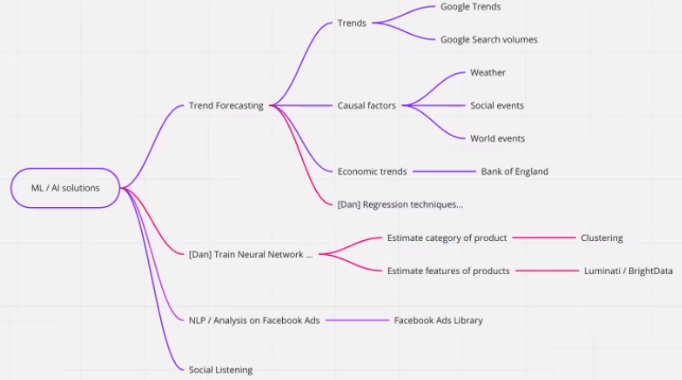 Google Trends
Trends
Google Search volumes
Weather
Trend Forecasting
Causal factors
Social events
World events
Economic trends
Bank of England
ML / AI solutions
[Dan] Regression techniques...
Estimate category of product
Clustering
[Dan] Train Neural Network ...
Estimate features of products
Luminati / BrightData
NLP / Analysis on Facebook Ads
Facebook Ads Library
Social Listening